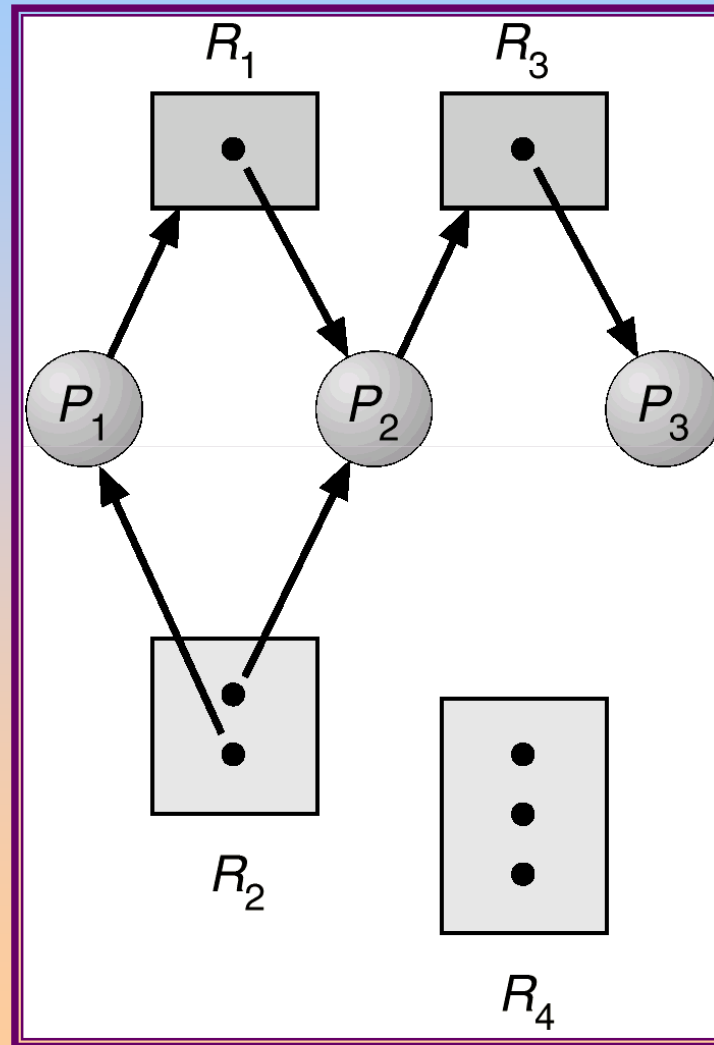 R₁ R₃
P₁ P₂ P₃
R₂
R₄